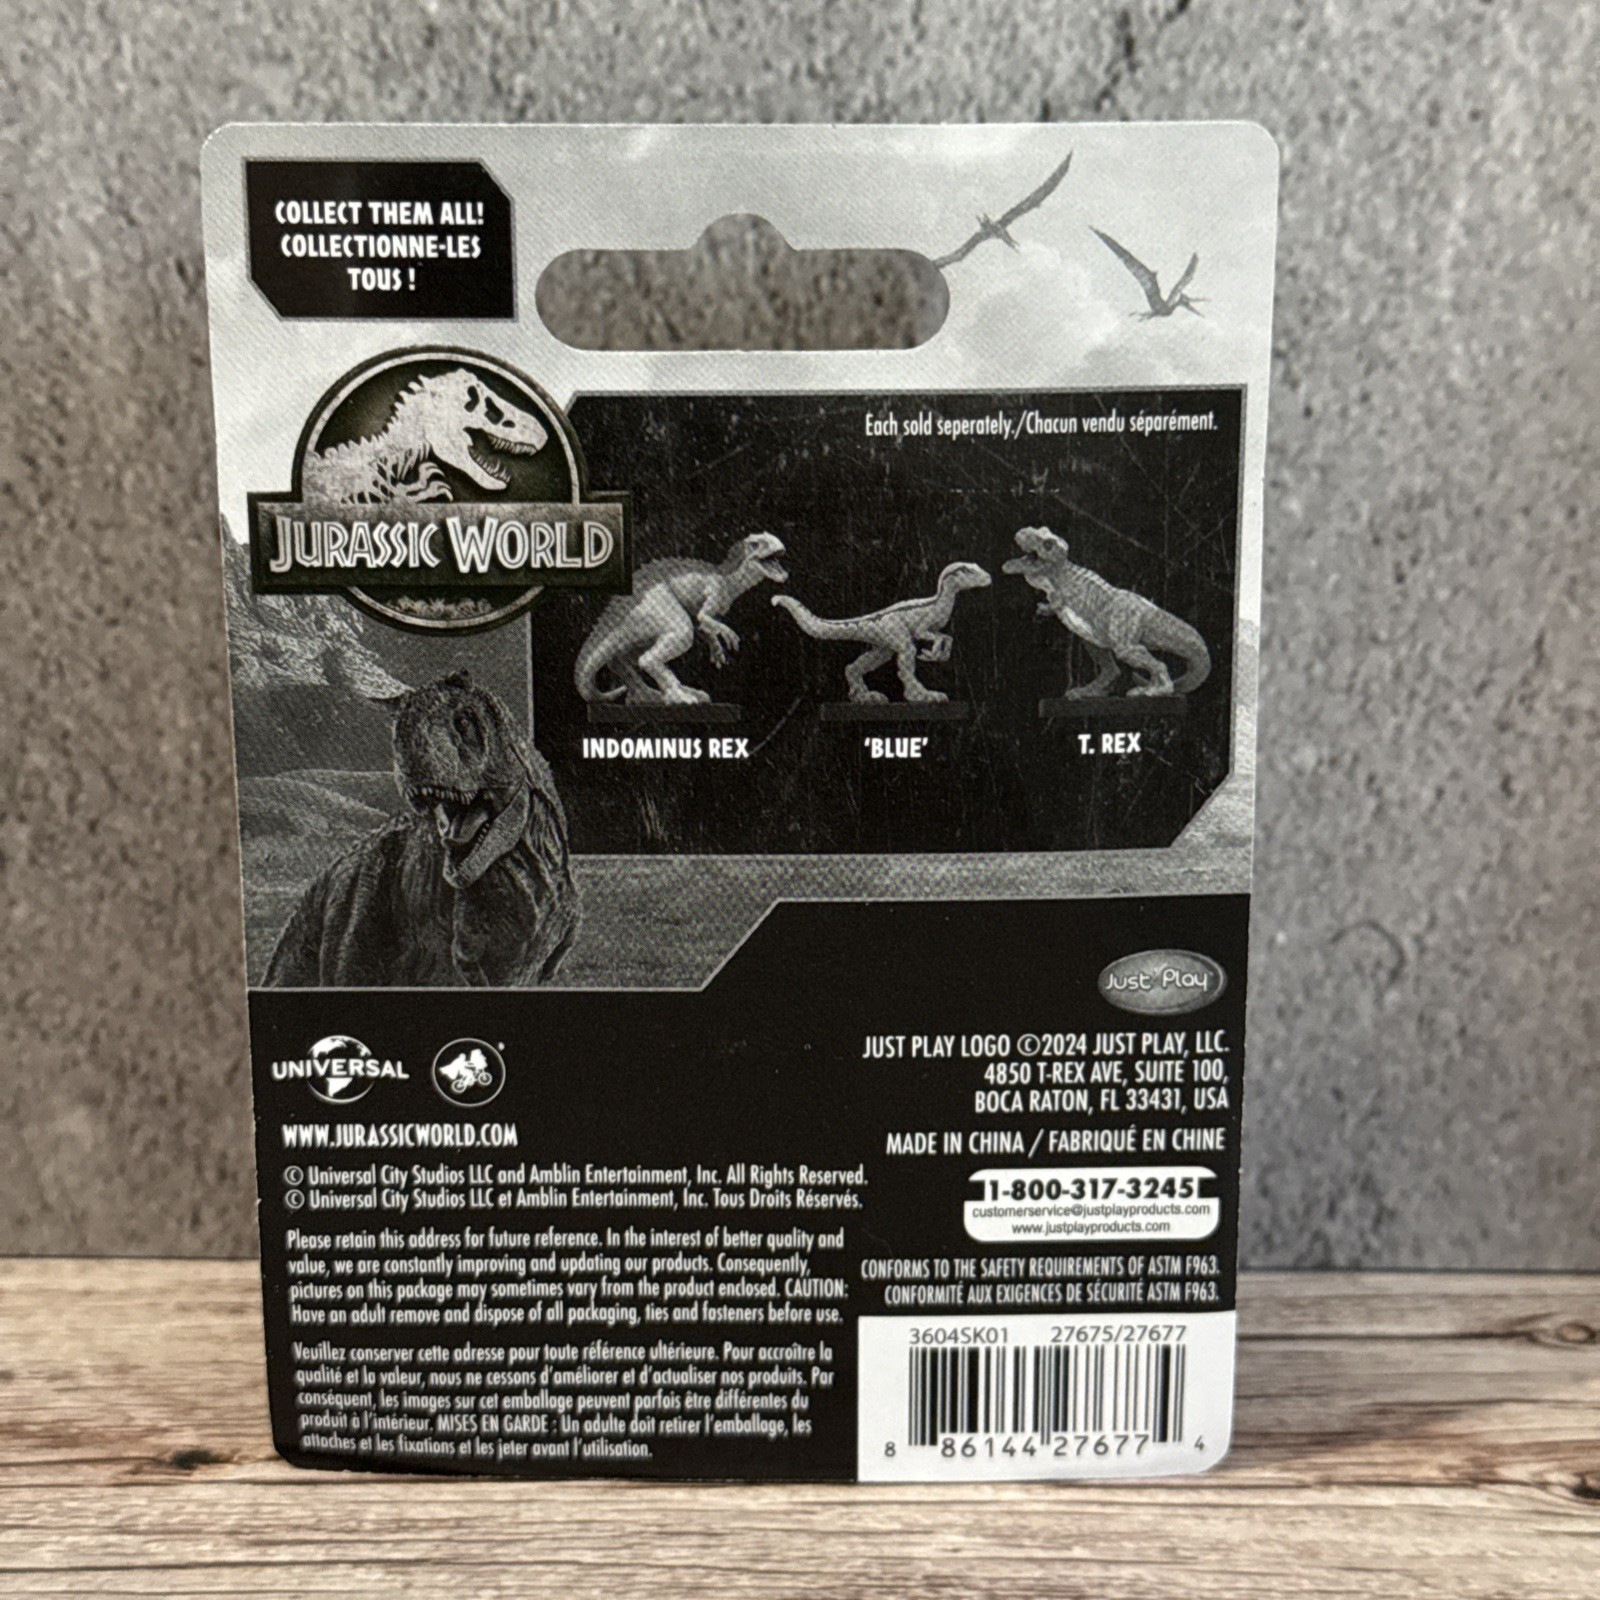 COLLECT THEM ALL!
COLLECTIONNE-LES
TOUS !
Each sold seperately./Chacun vendu séparément.
JURASSIC WORLD
INDOMINUS REX
'BLUE'
T. REX
Just Play
UNIVERSAL
WWW.JURASSICWORLD.COM
© Universal City Studios LLC and Amblin Entertainment, Inc. All Rights Reserved.
© Universal City Studios LLC et Amblin Entertainment, Inc. Tous Droits Réservés.
Please retain this address for future reference. In the interest of better quality and
value, we are constantly improving and updating our products. Consequently,
pictures on this package may sometimes vary from the product enclosed. CAUTION:
Have an adult remove and dispose of all packaging, ties and fasteners before use.
Veuillez conserver cette adresse pour toute référence ultérieure. Pour accroître la
qualité et la valeur, nous ne cessons d'améliorer et d'actualiser nos produits. Par
conséquent, les images sur cet emballage peuvent parfois être différentes du
produit à l'intérieur. MISES EN GARDE : Un adulte doit retirer l'emballage, les
attaches et les fixations et les jeter avant l'utilisation.
JUST PLAY LOGO ©2024 JUST PLAY, LLC.
4850 T-REX AVE, SUITE 100,
BOCA RATON, FL 33431, USA
MADE IN CHINA / FABRIQUÉ EN CHINE
1-800-317-3245
customerservice@justplayproducts.com
www.justplayproducts.com
CONFORMS TO THE SAFETY REQUIREMENTS OF ASTM F963.
CONFORMITÉ AUX EXIGENCES DE SÉCURITÉ ASTM F963.
3604SK01 27675/27677
8 86144 27677 4